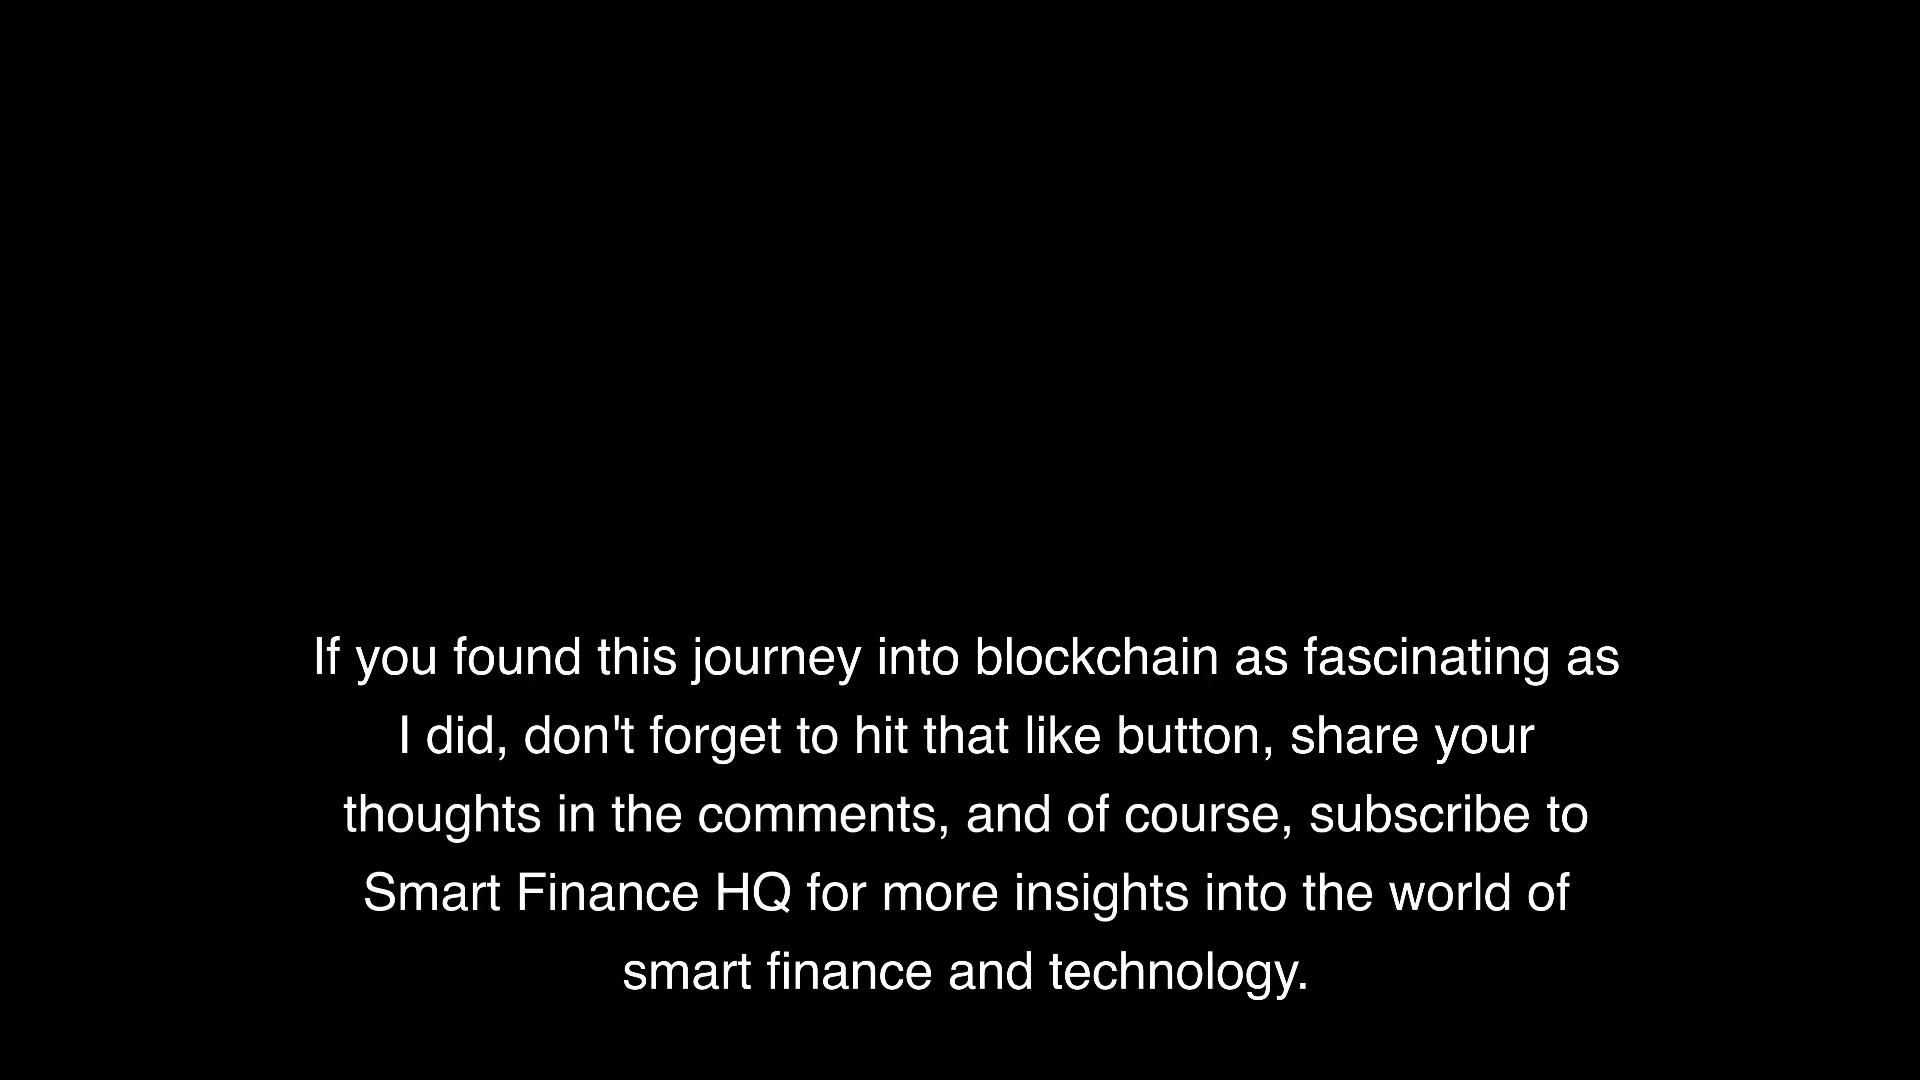 If you found this journey into blockchain as fascinating as
I did, don't forget to hit that like button, share your
thoughts in the comments, and of course, subscribe to
Smart Finance HQ for more insights into the world of
smart finance and technology.